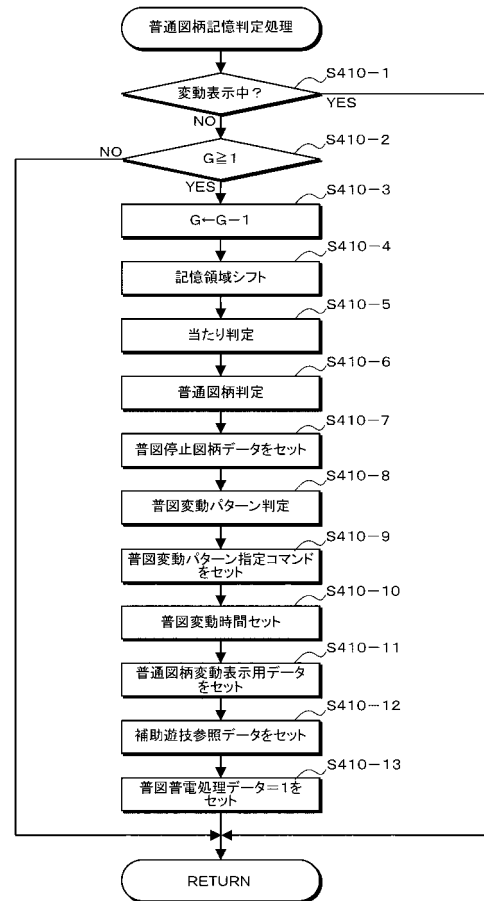 普通図柄記憶判定処理
S410-1
変動表示中?
YES
NO
S410-2
NO
G≧1
YES
S410-3
G←G-1
S410-4
記憶領域シフト
S410-5
当たり判定
S410-6
普通図柄判定
S410-7
普図停止図柄データをセット
S410-8
普図変動パターン判定
S410-9
普図変動パターン指定コマンド
をセット
S410-10
普図変動時間セット
S410-11
普通図柄変動表示用データ
をセット
S410-12
補助遊技参照データをセット
S410-13
普図普電処理データ=1を
セット
RETURN